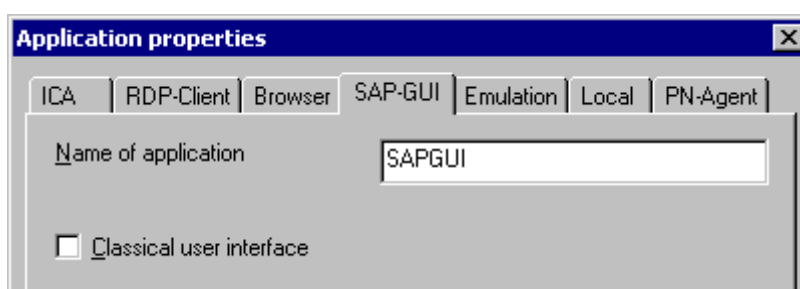 Application properties
ICA RDP-Client Browser SAP-GUI Emulation Local PN-Agent
Name of application SAPGUI
Classical user interface